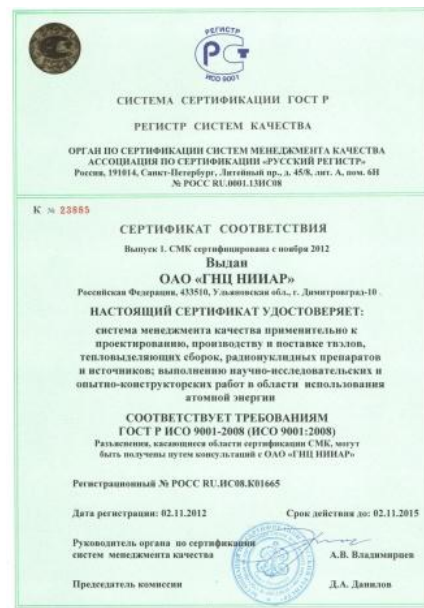 РЕГИСТР
РСТ
ИСО 9001
СИСТЕМА СЕРТИФИКАЦИИ ГОСТ Р
РЕГИСТР СИСТЕМ КАЧЕСТВА
ОРГАН ПО СЕРТИФИКАЦИИ СИСТЕМ МЕНЕДЖМЕНТА КАЧЕСТВА
АССОЦИАЦИЯ ПО СЕРТИФИКАЦИИ «РУССКИЙ РЕГИСТР»
Россия, 191014, Санкт-Петербург, Литейный пр., д. 45/8, лит. А, пом. 6Н
№ РОСС RU.0001.13ИС08
К № 23885
СЕРТИФИКАТ СООТВЕТСТВИЯ
Выпуск 1. СМК сертифицирована с ноября 2012
Выдан
ОАО «ГНЦ НИИАР»
Российская Федерация, 433510, Ульяновская обл., г. Димитровград-10 .
НАСТОЯЩИЙ СЕРТИФИКАТ УДОСТОВЕРЯЕТ:
система менеджмента качества применительно к
проектированию, производству и поставке твэлов,
тепловыделяющих сборок, радионуклидных препаратов
и источников; выполнению научно-исследовательских и
опытно-конструкторских работ в области использования
атомной энергии
СООТВЕТСТВУЕТ ТРЕБОВАНИЯМ
ГОСТ Р ИСО 9001-2008 (ИСО 9001:2008)
Разъяснения, касающиеся области сертификации СМК, могут
быть получены путем консультаций с ОАО «ГНЦ НИИАР»
Регистрационный № РОСС RU.ИС08.К01665
Дата регистрации: 02.11.2012 Срок действия до: 02.11.2015
Руководитель органа по сертификации
систем менеджмента качества А.В. Владимирцев
Председатель комиссии Д.А. Данилов